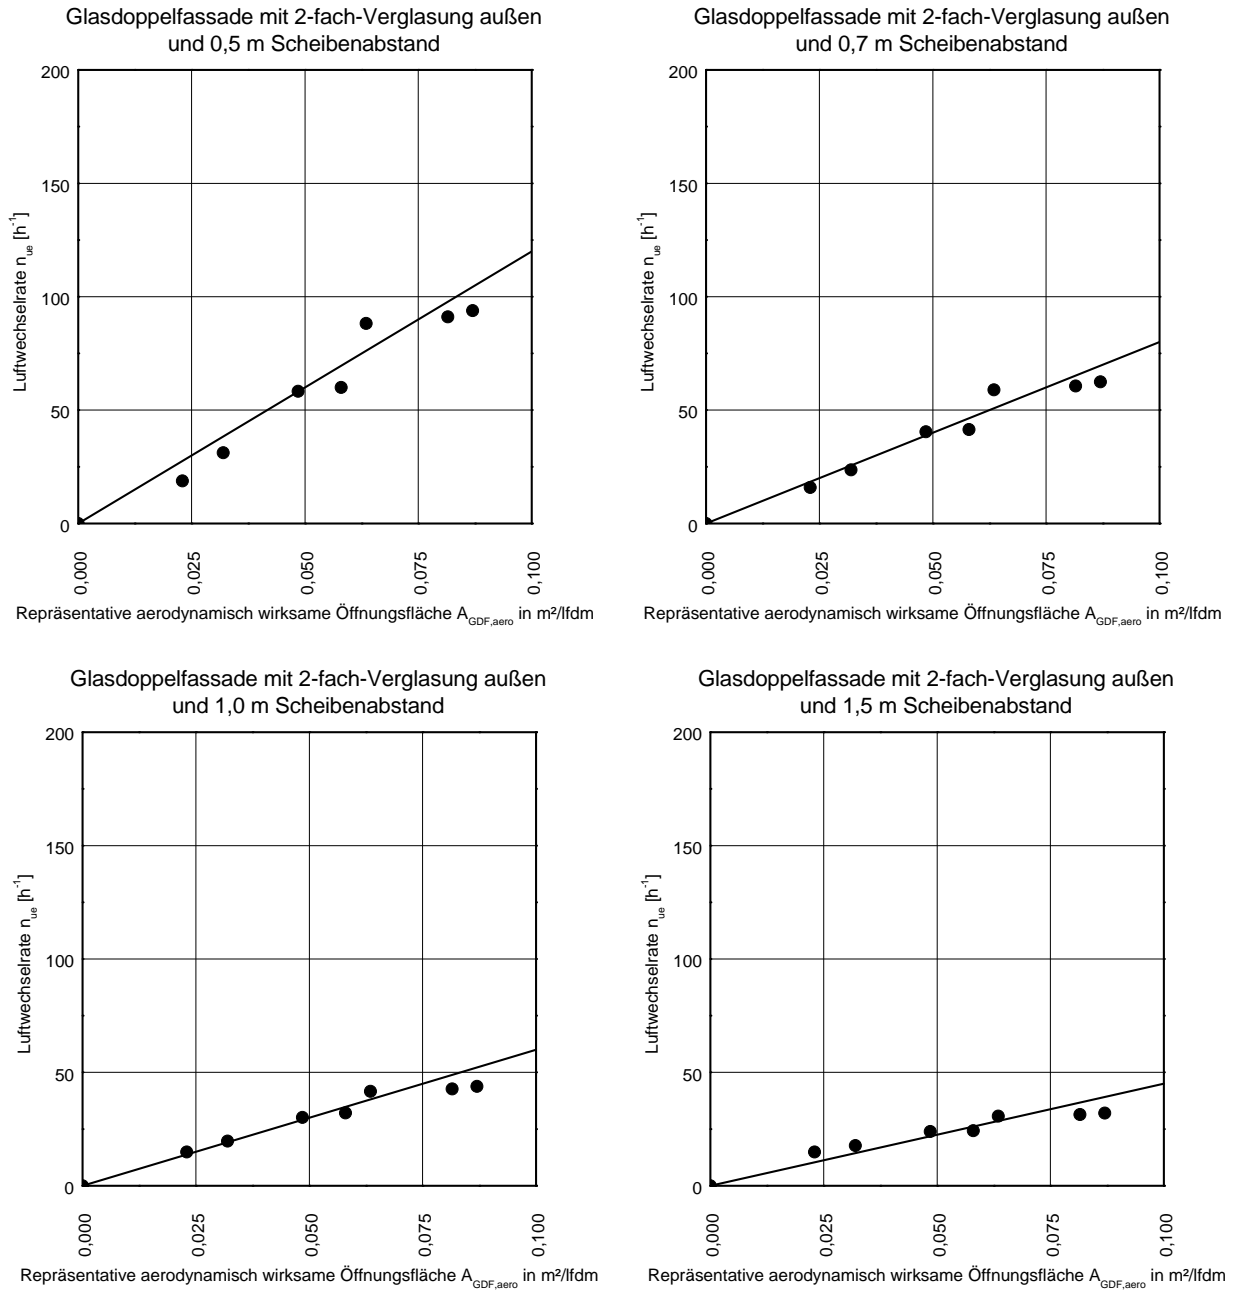 Glasdoppelfassade mit 2-fach-Verglasung außen
und 0,5 m Scheibenabstand
200
150
100
50
0
Luftwechselrate n_ue [h^-1]
0,000
0,025
0,050
0,075
0,100
Repräsentative aerodynamisch wirksame Öffnungsfläche A_GDF,aero in m²/lfdm
Glasdoppelfassade mit 2-fach-Verglasung außen
und 0,7 m Scheibenabstand
200
150
100
50
0
Luftwechselrate n_ue [h^-1]
0,000
0,025
0,050
0,075
0,100
Repräsentative aerodynamisch wirksame Öffnungsfläche A_GDF,aero in m²/lfdm
Glasdoppelfassade mit 2-fach-Verglasung außen
und 1,0 m Scheibenabstand
200
150
100
50
0
Luftwechselrate n_ue [h^-1]
0,000
0,025
0,050
0,075
0,100
Repräsentative aerodynamisch wirksame Öffnungsfläche A_GDF,aero in m²/lfdm
Glasdoppelfassade mit 2-fach-Verglasung außen
und 1,5 m Scheibenabstand
200
150
100
50
0
Luftwechselrate n_ue [h^-1]
0,000
0,025
0,050
0,075
0,100
Repräsentative aerodynamisch wirksame Öffnungsfläche A_GDF,aero in m²/lfdm